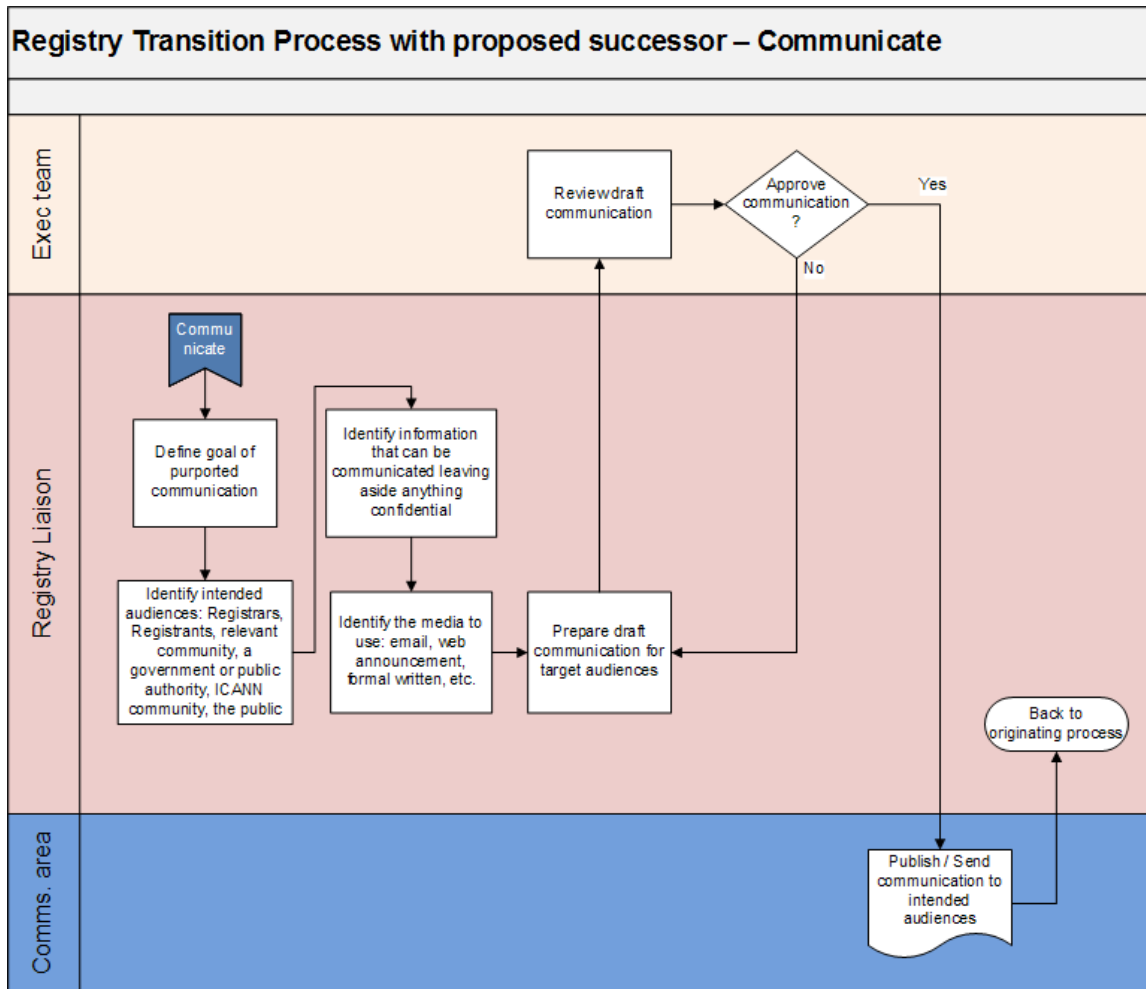 Registry Transition Process with proposed successor – Communicate
Exec team
Review draft
communication
Approve
communication
?
Yes
No
Registry Liaison
Commu
nicate
Define goal of
purported
communication
Identify intended
audiences: Registrars,
Registrants, relevant
community, a
government or public
authority, ICANN
community, the public
Identify information
that can be
communicated leaving
aside anything
confidential
Identify the media to
use: email, web
announcement,
formal written, etc.
Prepare draft
communication for
target audiences
Back to
originating process
Comms. area
Publish / Send
communication to
intended
audiences